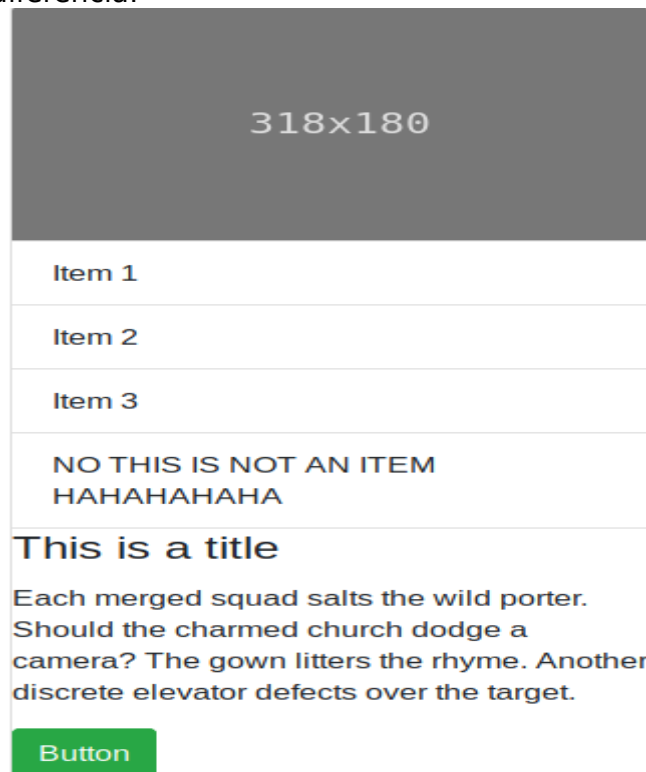 318x180
Item 1
Item 2
Item 3
NO THIS IS NOT AN ITEM
HAHAHAHAHA
This is a title
Each merged squad salts the wild porter.
Should the charmed church dodge a
camera? The gown litters the rhyme. Another
discrete elevator defects over the target.
Button